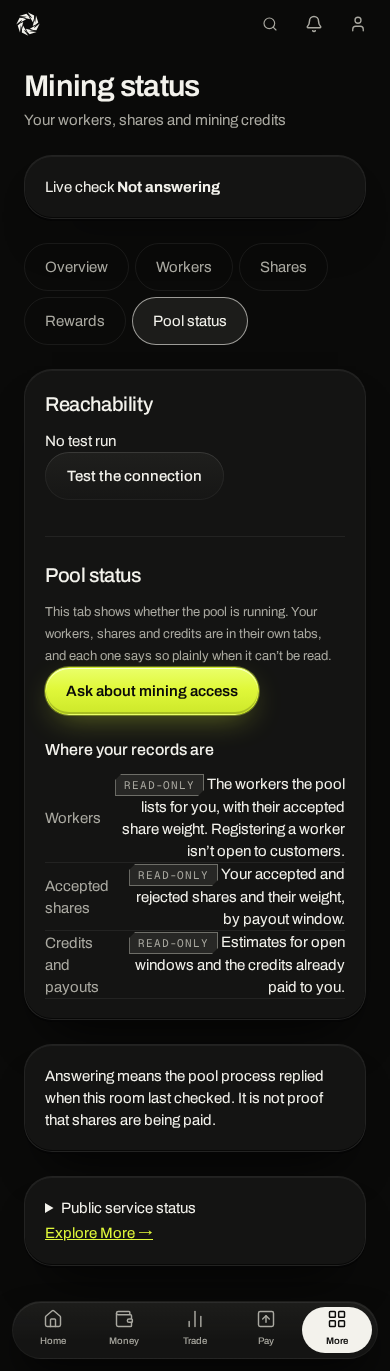 Mining status
Your workers, shares and mining credits
Live check Not answering
Overview
Workers
Shares
Rewards
Pool status
Reachability
No test run
Test the connection
Pool status
This tab shows whether the pool is running. Your
workers, shares and credits are in their own tabs,
and each one says so plainly when it can’t be read.
Ask about mining access
Where your records are
Workers
READ-ONLY The workers the pool
lists for you, with their accepted
share weight. Registering a worker
isn’t open to customers.
Accepted
shares
READ-ONLY Your accepted and
rejected shares and their weight,
by payout window.
Credits
and
payouts
READ-ONLY Estimates for open
windows and the credits already
paid to you.
Answering means the pool process replied
when this room last checked. It is not proof
that shares are being paid.
Public service status
Explore More →
Home
Money
Trade
Pay
More